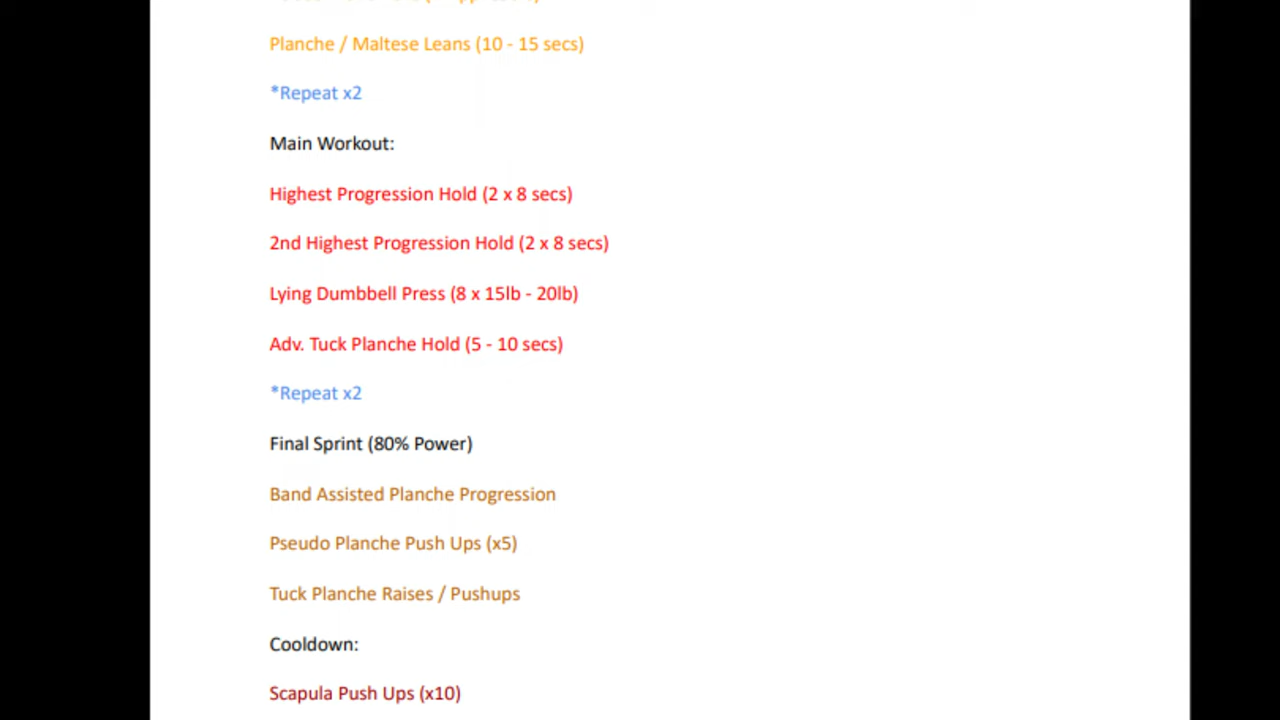 Planche / Maltese Leans (10 - 15 secs)
*Repeat x2
Main Workout:
Highest Progression Hold (2 x 8 secs)
2nd Highest Progression Hold (2 x 8 secs)
Lying Dumbbell Press (8 x 15lb - 20lb)
Adv. Tuck Planche Hold (5 - 10 secs)
*Repeat x2
Final Sprint (80% Power)
Band Assisted Planche Progression
Pseudo Planche Push Ups (x5)
Tuck Planche Raises / Pushups
Cooldown:
Scapula Push Ups (x10)